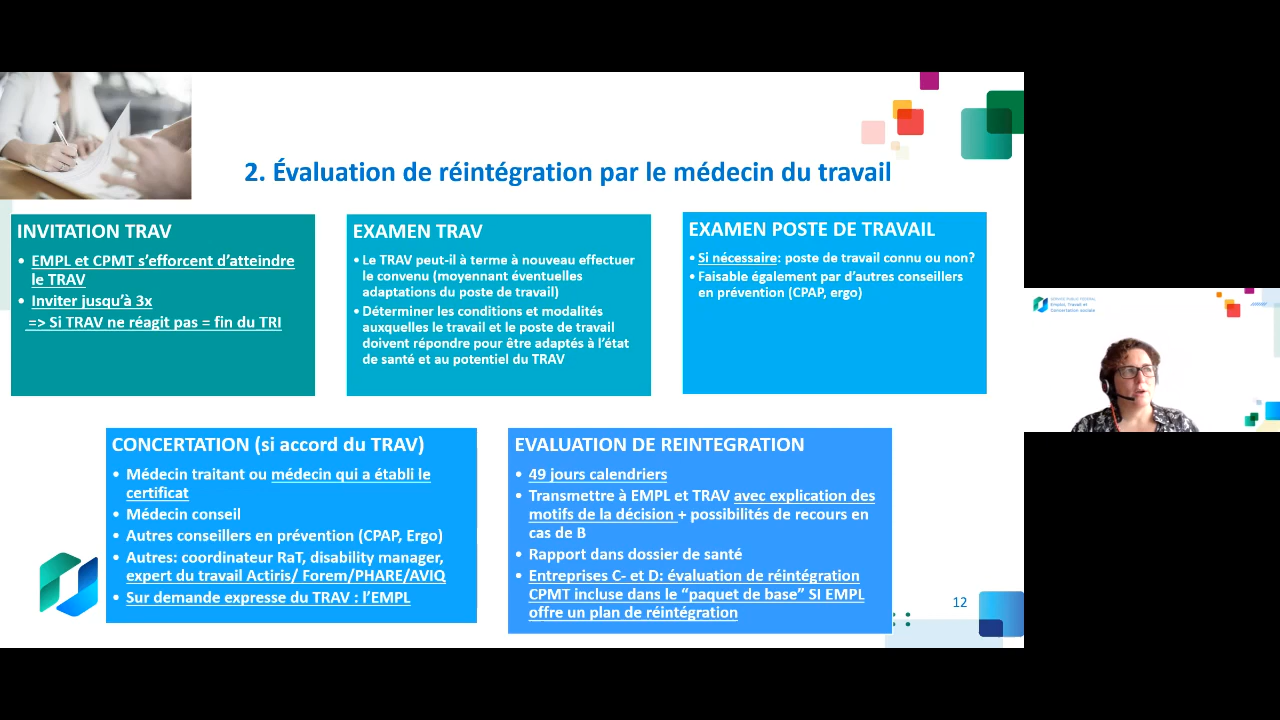 2. Évaluation de réintégration par le médecin du travail
INVITATION TRAV
• EMPL et CPMT s'efforcent d'atteindre
le TRAV
• Inviter jusqu'à 3x
=> Si TRAV ne réagit pas = fin du TRI
EXAMEN TRAV
• Le TRAV peut-il à terme à nouveau effectuer
le convenu (moyennant éventuelles
adaptations du poste de travail)
• Déterminer les conditions et modalités
auxquelles le travail et le poste de travail
doivent répondre pour être adaptés à l'état
de santé et au potentiel du TRAV
EXAMEN POSTE DE TRAVAIL
• Si nécessaire: poste de travail connu ou non?
• Faisable également par d'autres conseillers
en prévention (CPAP, ergo)
CONCERTATION (si accord du TRAV)
• Médecin traitant ou médecin qui a établi le
certificat
• Médecin conseil
• Autres conseillers en prévention (CPAP, Ergo)
• Autres: coordinateur RaT, disability manager,
expert du travail Actiris/ Forem/PHARE/AVIQ
• Sur demande expresse du TRAV : l'EMPL
EVALUATION DE REINTEGRATION
• 49 jours calendriers
• Transmettre à EMPL et TRAV avec explication des
motifs de la décision + possibilités de recours en
cas de B
• Rapport dans dossier de santé
• Entreprises C- et D: évaluation de réintégration
CPMT incluse dans le "paquet de base" SI EMPL
offre un plan de réintégration
12
SERVICE PUBLIC FÉDÉRAL
Emploi, Travail et
Concertation sociale